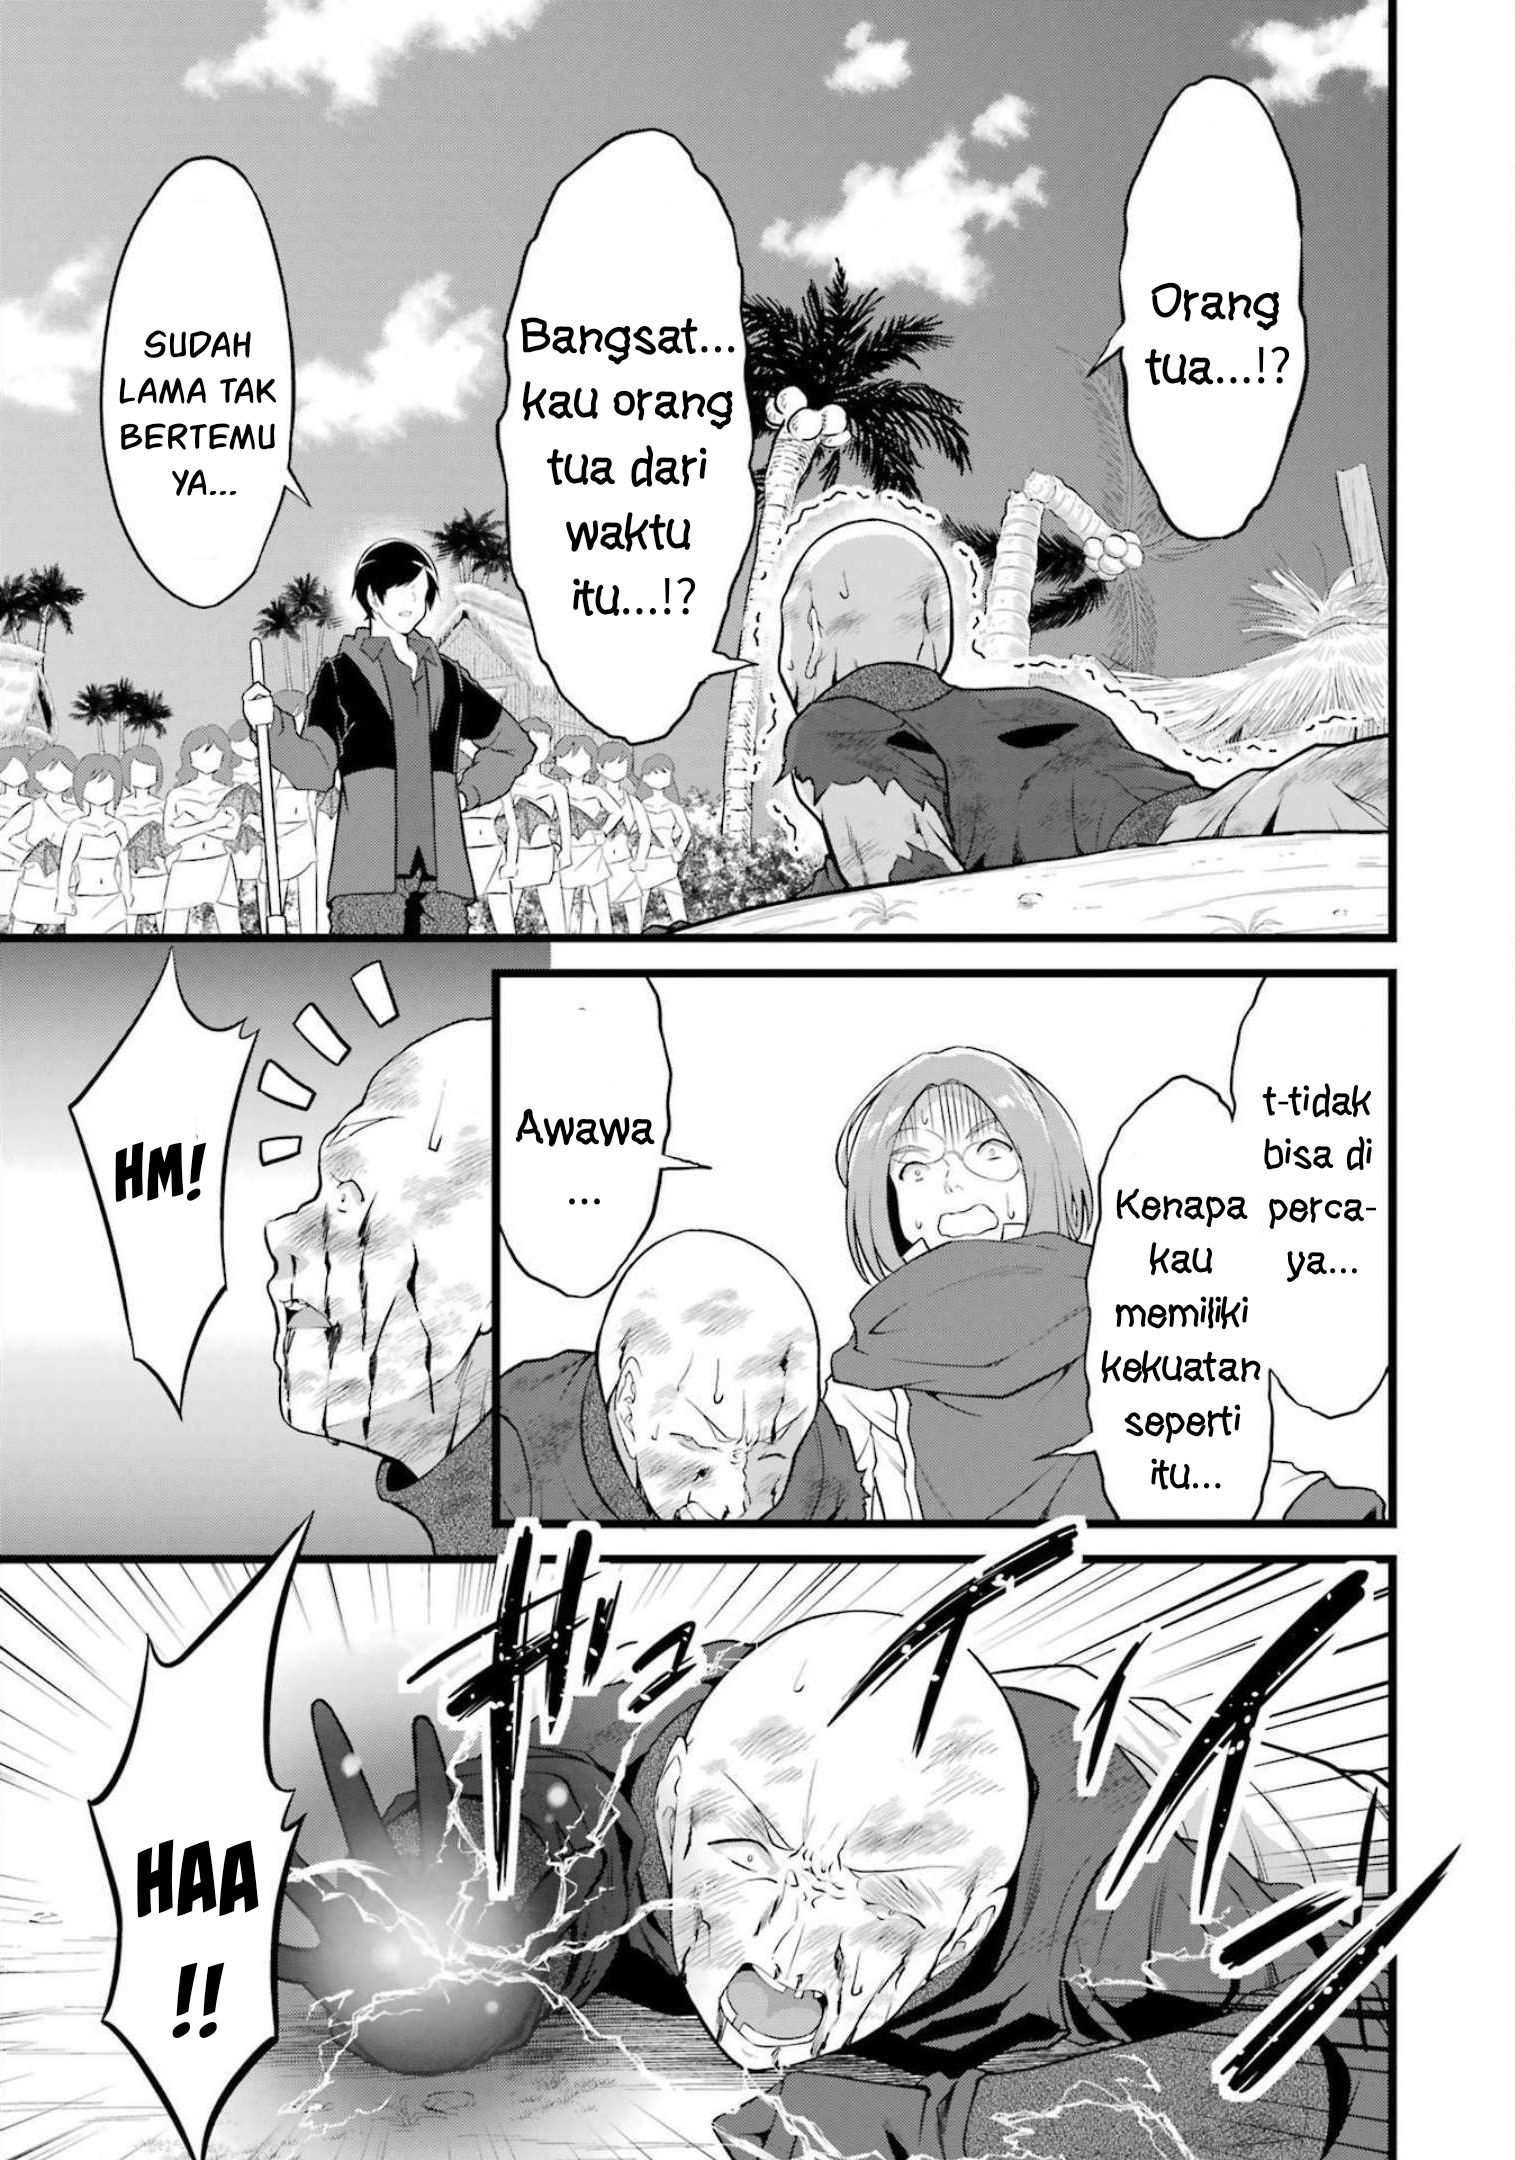 Orang
tua...!?
Bangsat...
kau orang
tua dari
waktu
itu...!?
SUDAH
LAMA TAK
BERTEMU
YA...
t-tidak
bisa di
perca-
ya...
Kenapa
kau
memiliki
kekuatan
seperti
itu...
Awawa
...
HM!
HAA
!!